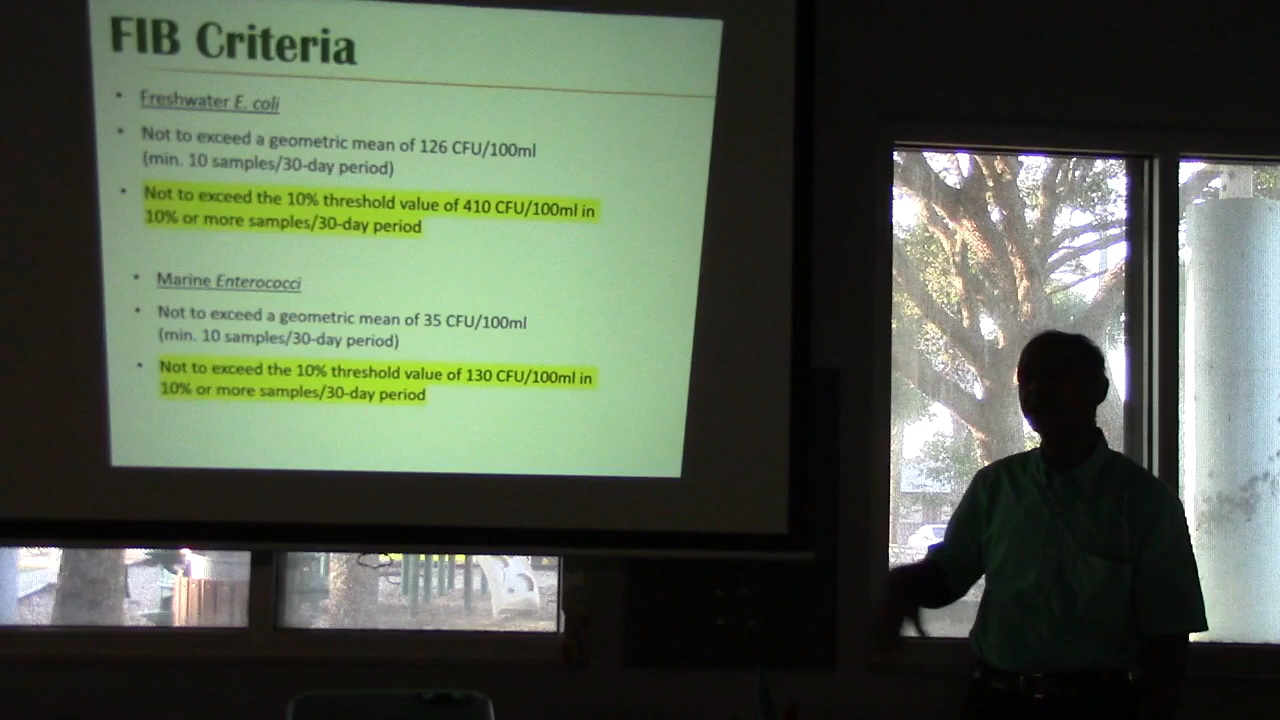 FIB Criteria
• Freshwater E. coli
• Not to exceed a geometric mean of 126 CFU/100ml
(min. 10 samples/30-day period)
• Not to exceed the 10% threshold value of 410 CFU/100ml in
10% or more samples/30-day period
• Marine Enterococci
• Not to exceed a geometric mean of 35 CFU/100ml
(min. 10 samples/30-day period)
• Not to exceed the 10% threshold value of 130 CFU/100ml in
10% or more samples/30-day period